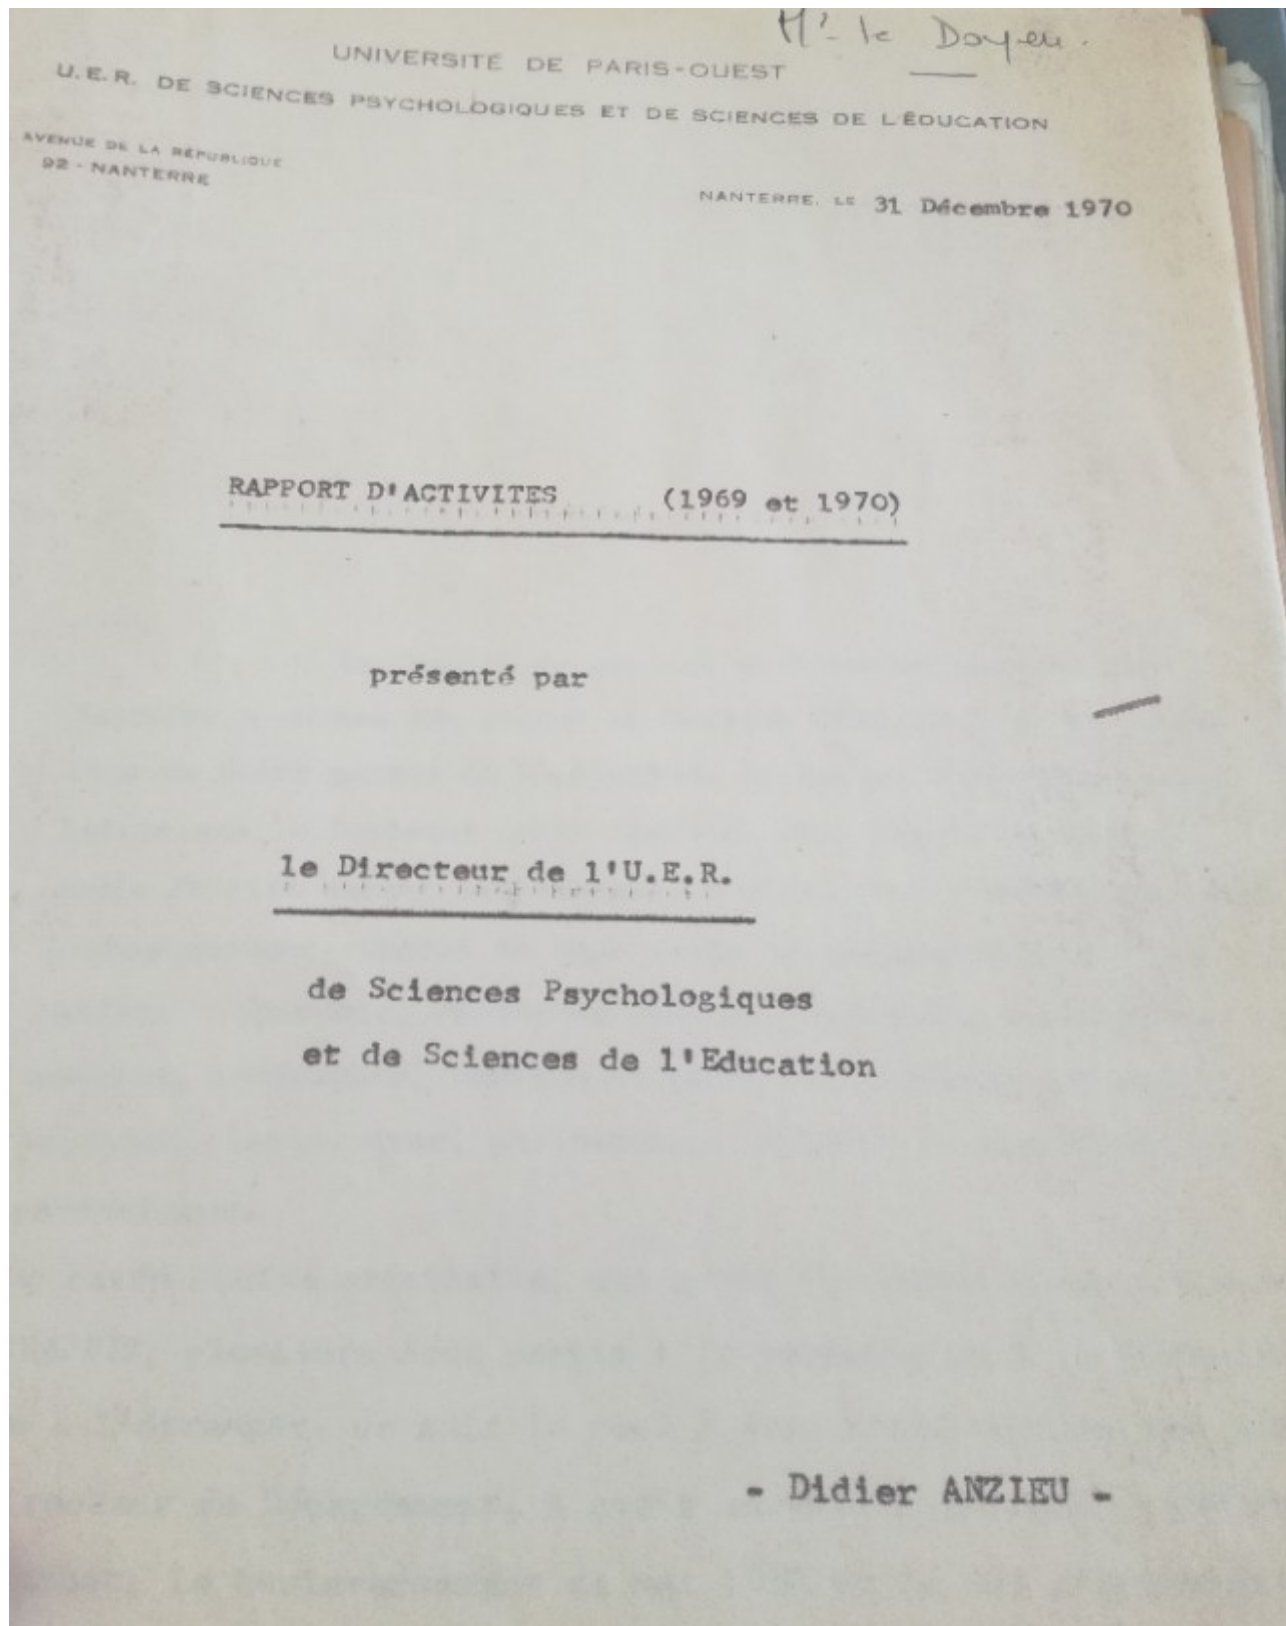 Mr le Doyen.
UNIVERSITÉ DE PARIS-OUEST
U.E.R. DE SCIENCES PSYCHOLOGIQUES ET DE SCIENCES DE L'ÉDUCATION
AVENUE DE LA RÉPUBLIQUE
92 - NANTERRE
NANTERRE, LE 31 Décembre 1970
RAPPORT D'ACTIVITES (1969 et 1970)
présenté par
le Directeur de l'U.E.R.
de Sciences Psychologiques
et de Sciences de l'Education
- Didier ANZIEU -